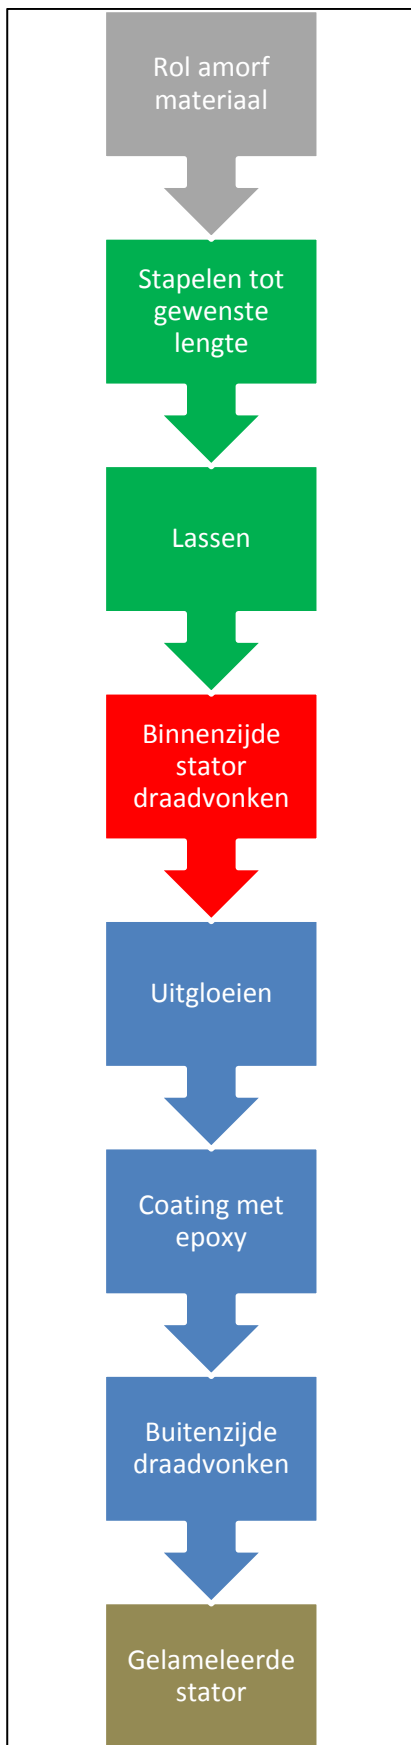 Rol amorf
materiaal
Stapelen tot
gewenste
lengte
Lassen
Binnenzijde
stator
draadvonken
Uitgloeien
Coating met
epoxy
Buitenzijde
draadvonken
Gelameleerde
stator